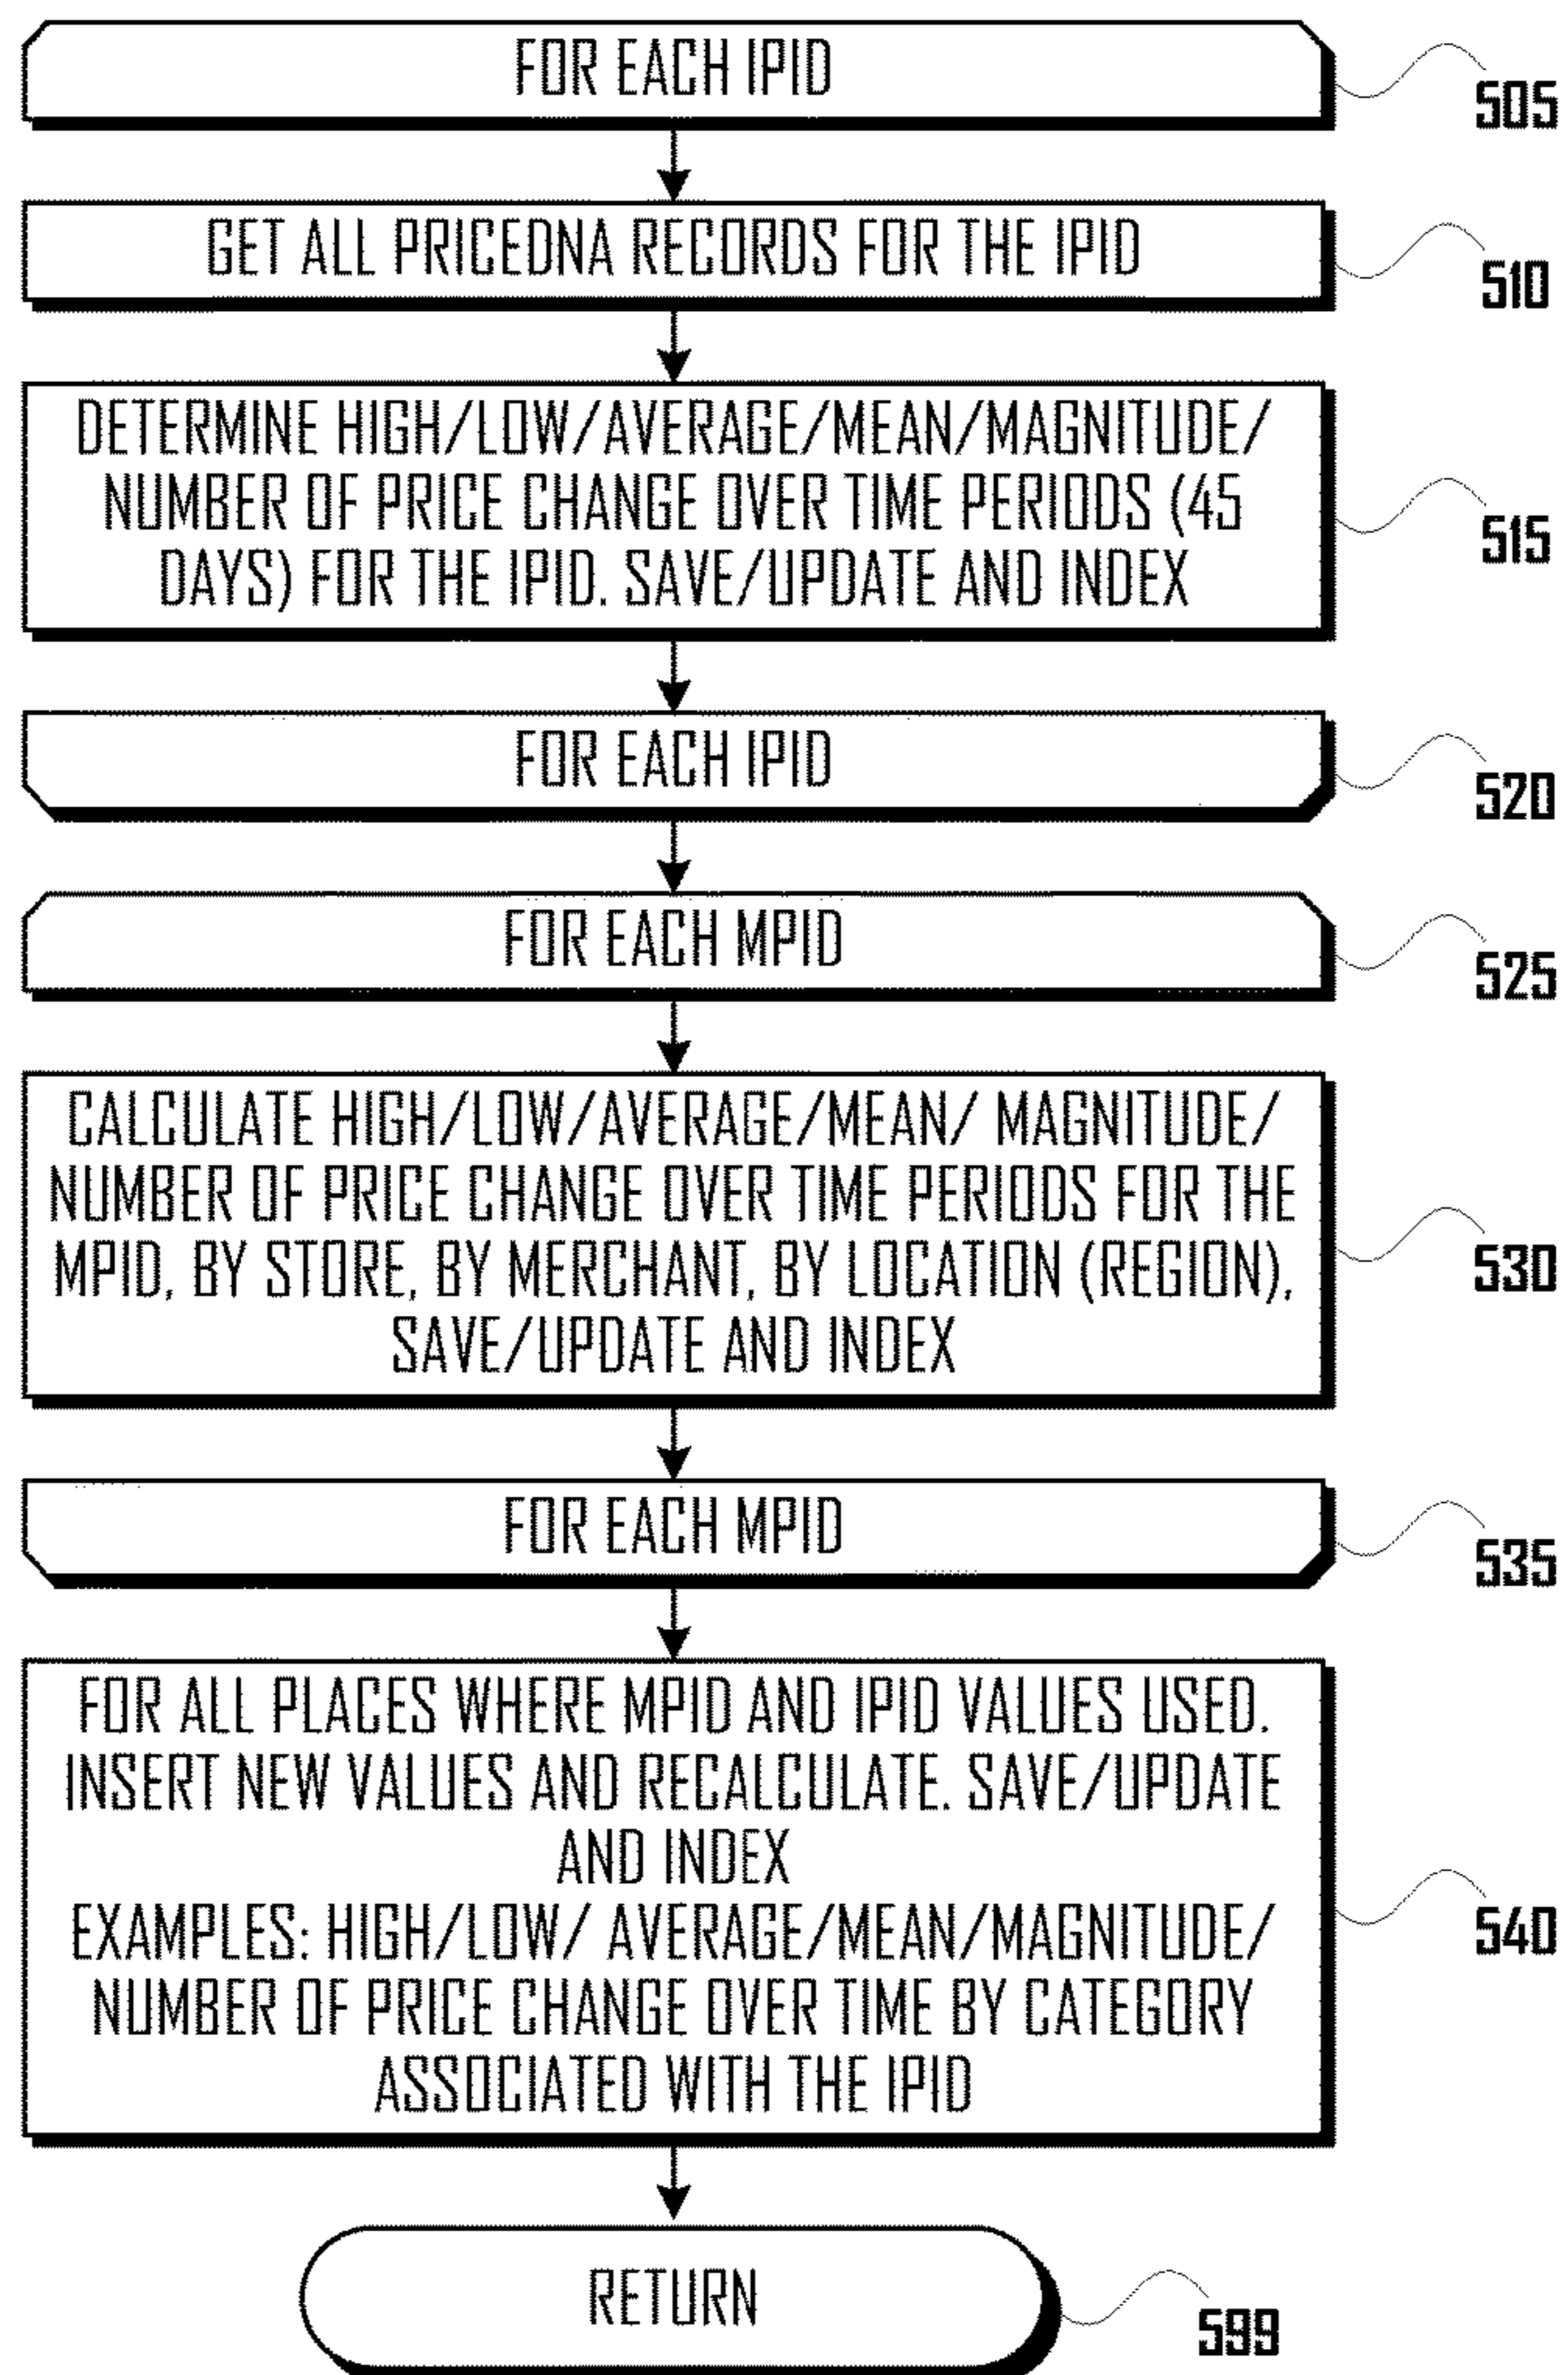 FOR EACH IPID
505
GET ALL PRICEDNA RECORDS FOR THE IPID
510
DETERMINE HIGH/LOW/AVERAGE/MEAN/MAGNITUDE/
NUMBER OF PRICE CHANGE OVER TIME PERIODS (45
DAYS) FOR THE IPID. SAVE/UPDATE AND INDEX
515
FOR EACH IPID
520
FOR EACH MPID
525
CALCULATE HIGH/LOW/AVERAGE/MEAN/ MAGNITUDE/
NUMBER OF PRICE CHANGE OVER TIME PERIODS FOR THE
MPID, BY STORE, BY MERCHANT, BY LOCATION (REGION),
SAVE/UPDATE AND INDEX
530
FOR EACH MPID
535
FOR ALL PLACES WHERE MPID AND IPID VALUES USED.
INSERT NEW VALUES AND RECALCULATE. SAVE/UPDATE
AND INDEX
EXAMPLES: HIGH/LOW/ AVERAGE/MEAN/MAGNITUDE/
NUMBER OF PRICE CHANGE OVER TIME BY CATEGORY
ASSOCIATED WITH THE IPID
540
RETURN
599